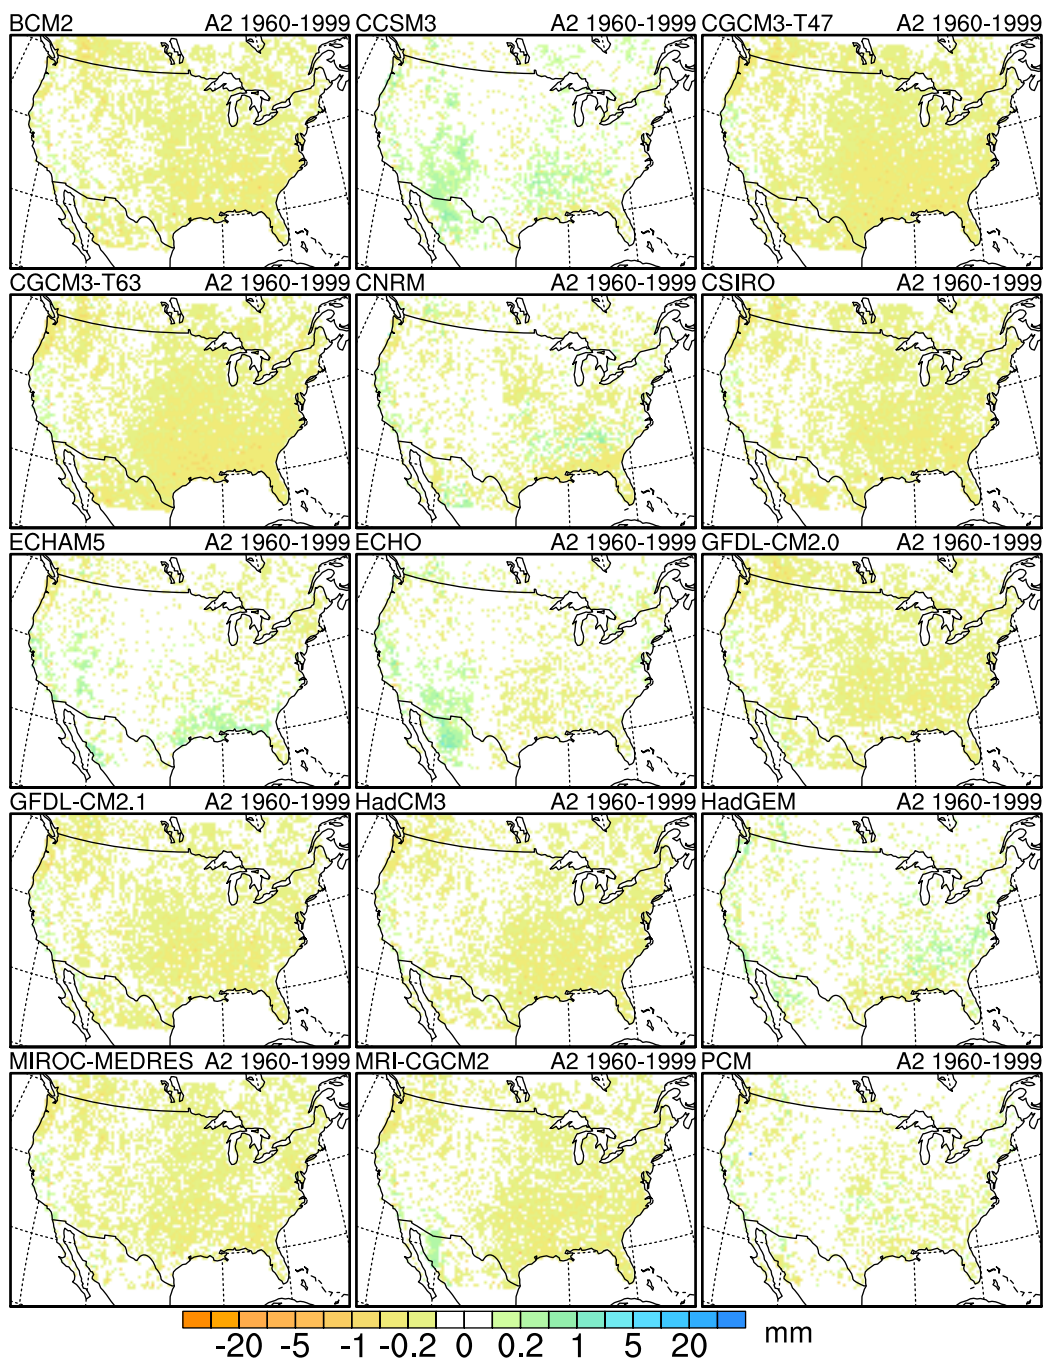 BCM2 A2 1960-1999 CCSM3 A2 1960-1999 CGCM3-T47 A2 1960-1999
CGCM3-T63 A2 1960-1999 CNRM A2 1960-1999 CSIRO A2 1960-1999
ECHAM5 A2 1960-1999 ECHO A2 1960-1999 GFDL-CM2.0 A2 1960-1999
GFDL-CM2.1 A2 1960-1999 HadCM3 A2 1960-1999 HadGEM A2 1960-1999
MIROC-MEDRES A2 1960-1999 MRI-CGCM2 A2 1960-1999 PCM A2 1960-1999
-20 -5 -1 -0.2 0 0.2 1 5 20 mm